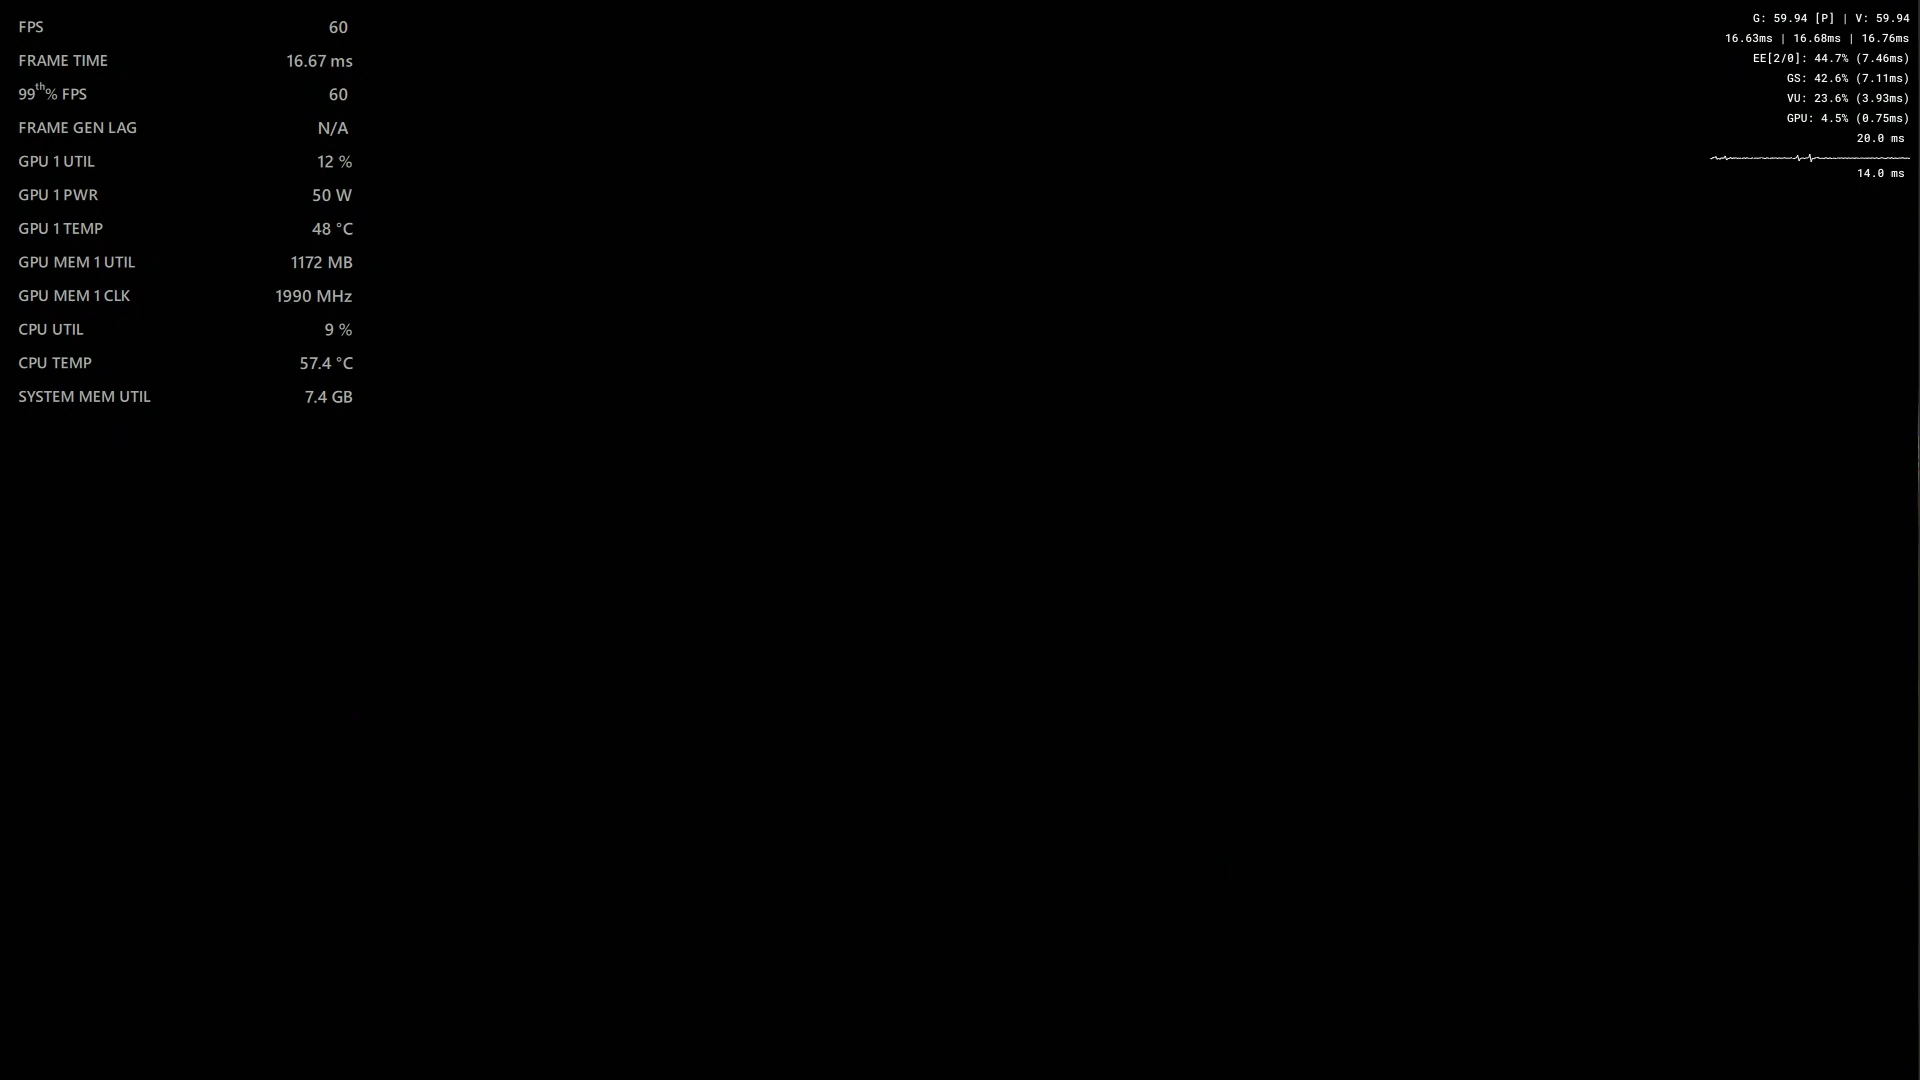 FPS 60
FRAME TIME 16.67 ms
99th% FPS 60
FRAME GEN LAG N/A
GPU 1 UTIL 12 %
GPU 1 PWR 50 W
GPU 1 TEMP 48 °C
GPU MEM 1 UTIL 1172 MB
GPU MEM 1 CLK 1990 MHz
CPU UTIL 9 %
CPU TEMP 57.4 °C
SYSTEM MEM UTIL 7.4 GB
G: 59.94 [P] | V: 59.94
16.63ms | 16.68ms | 16.76ms
EE[2/0]: 44.7% (7.46ms)
GS: 42.6% (7.11ms)
VU: 23.6% (3.93ms)
GPU: 4.5% (0.75ms)
20.0 ms
14.0 ms